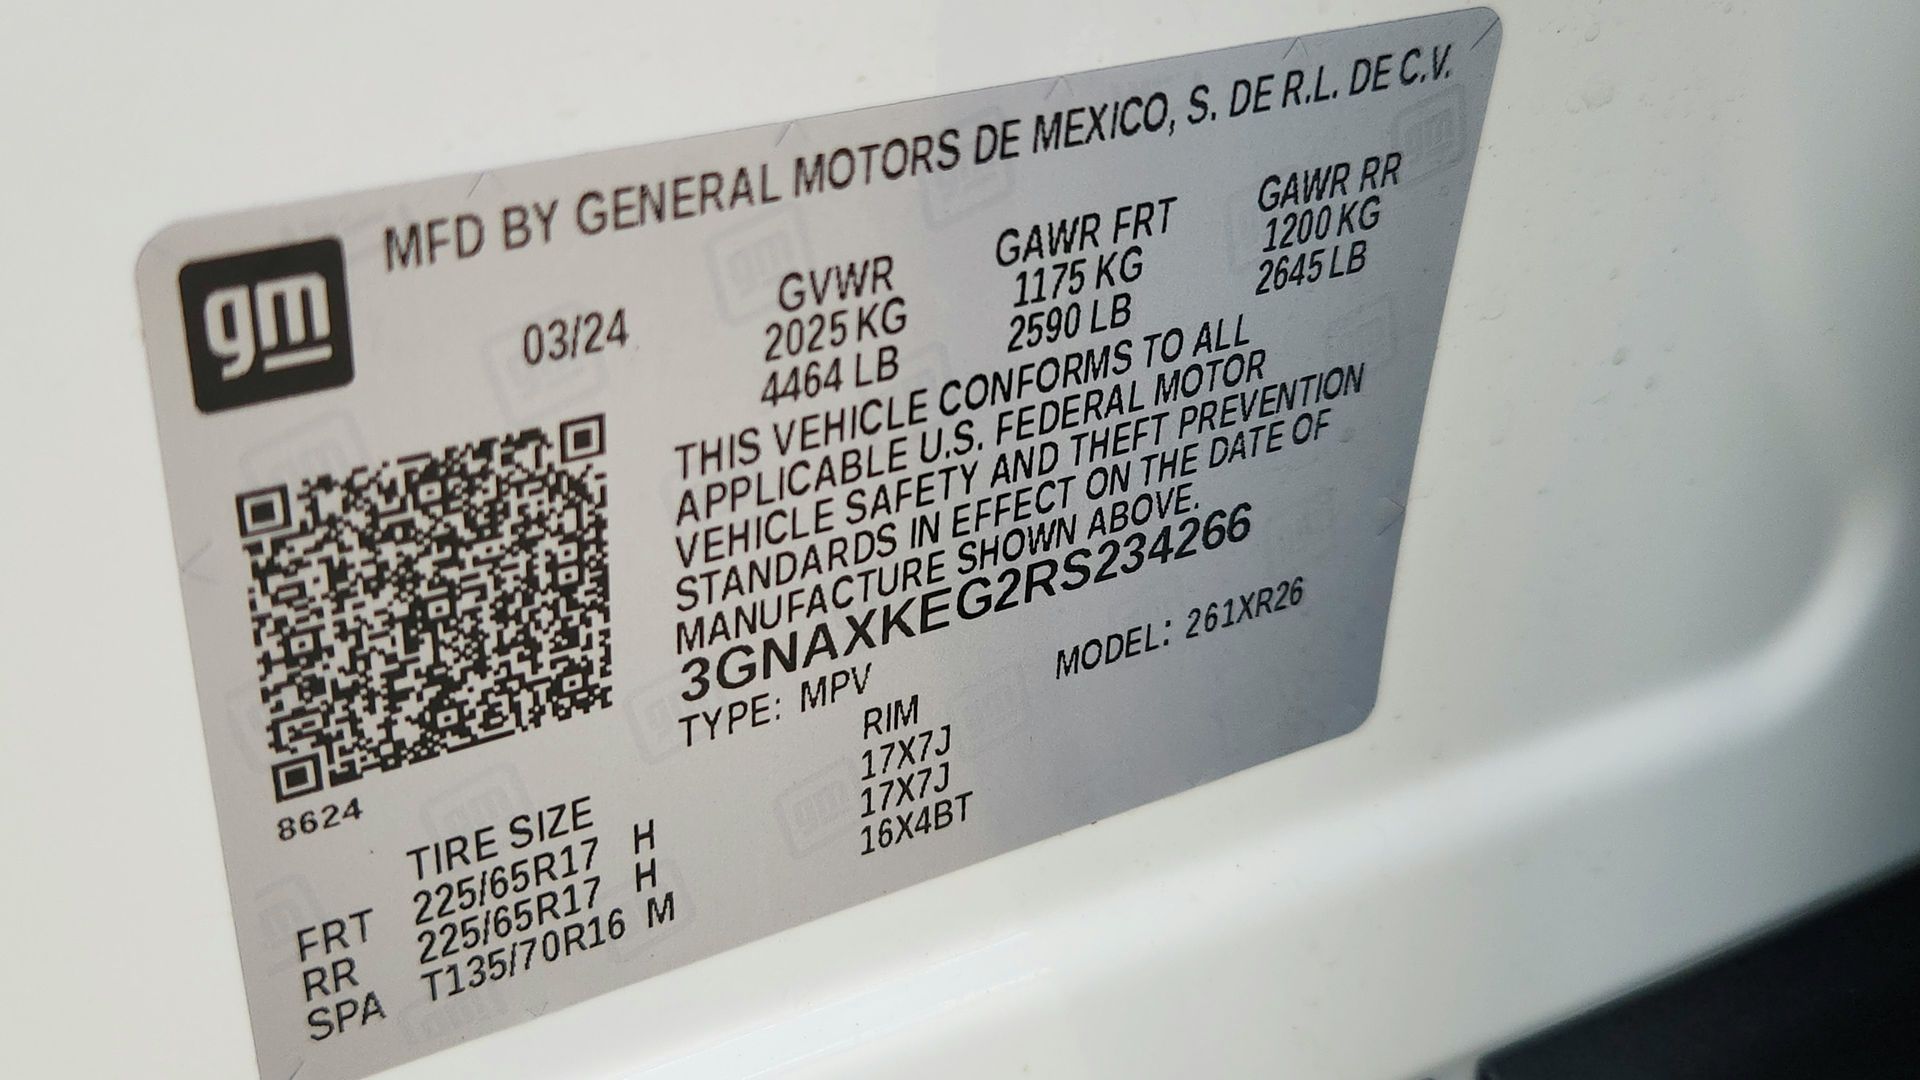 gm
MFD BY GENERAL MOTORS DE MEXICO, S. DE R.L. DE C.V.
03/24 GVWR GAWR FRT GAWR RR
2025 KG 1175 KG 1200 KG
4464 LB 2590 LB 2645 LB
THIS VEHICLE CONFORMS TO ALL
APPLICABLE U.S. FEDERAL MOTOR
VEHICLE SAFETY AND THEFT PREVENTION
STANDARDS IN EFFECT ON THE DATE OF
MANUFACTURE SHOWN ABOVE.
3GNAXKEG2RS234266
TYPE: MPV MODEL: 261XR26
8624
TIRE SIZE RIM
FRT 225/65R17 H 17X7J
RR 225/65R17 H 17X7J
SPA T135/70R16 M 16X4BT